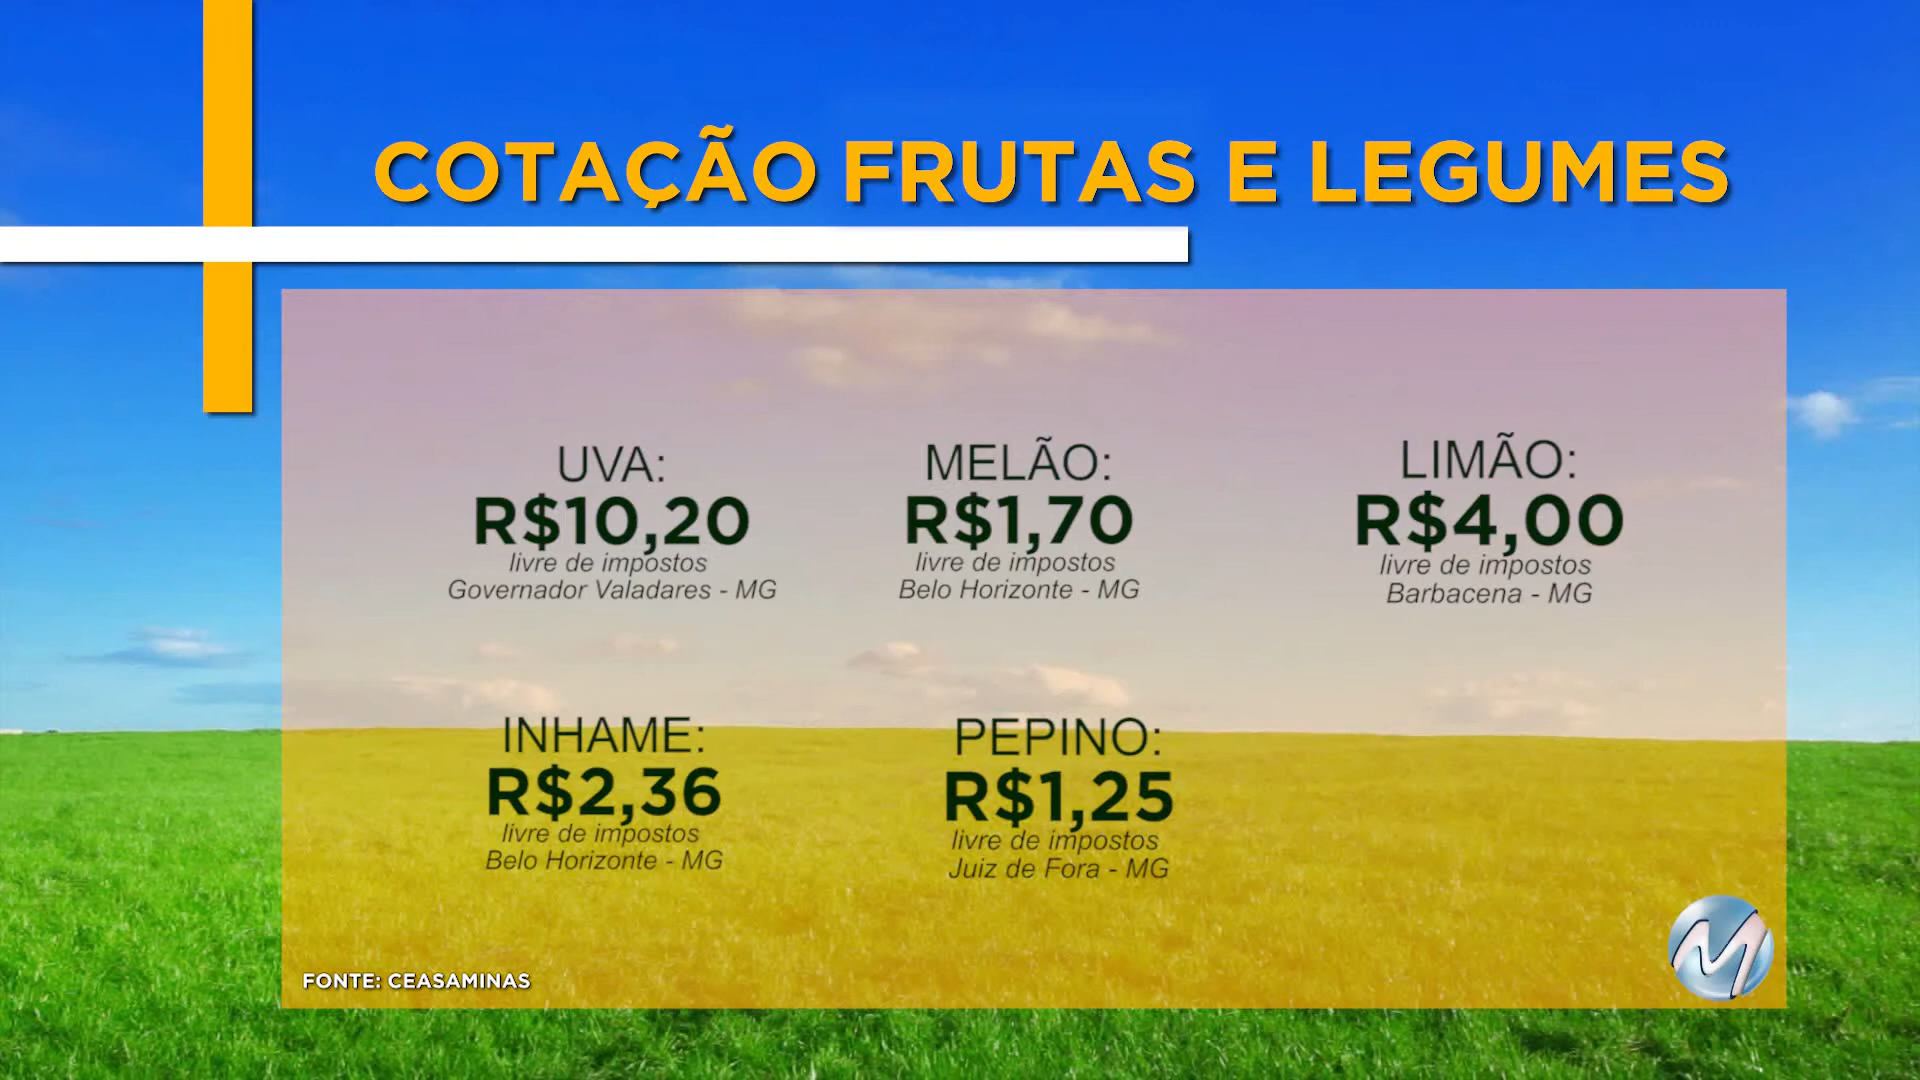 COTAÇÃO FRUTAS E LEGUMES
UVA:
R$10,20
livre de impostos
Governador Valadares - MG
MELÃO:
R$1,70
livre de impostos
Belo Horizonte - MG
LIMÃO:
R$4,00
livre de impostos
Barbacena - MG
INHAME:
R$2,36
livre de impostos
Belo Horizonte - MG
PEPINO:
R$1,25
livre de impostos
Juiz de Fora - MG
FONTE: CEASAMINAS
M